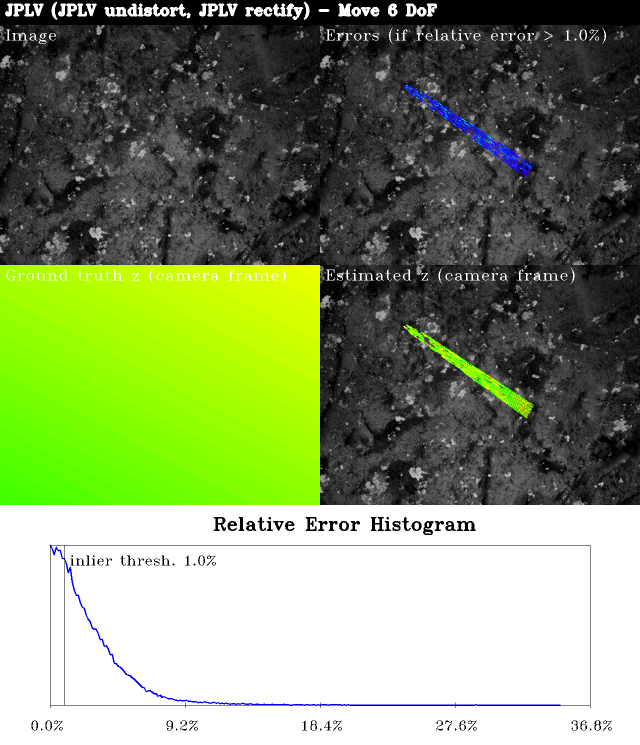 JPLV (JPLV undistort, JPLV rectify) - Move 6 DoF
Image
Errors (if relative error > 1.0%)
Ground truth z (camera frame)
Estimated z (camera frame)
Relative Error Histogram
inlier thresh. 1.0%
0.0% 9.2% 18.4% 27.6% 36.8%